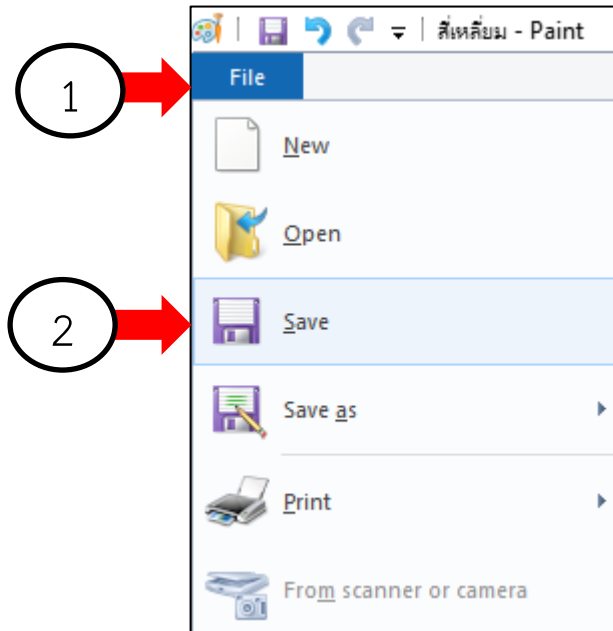 สี่เหลี่ยม - Paint
1
File
New
Open
2
Save
Save as
Print
From scanner or camera